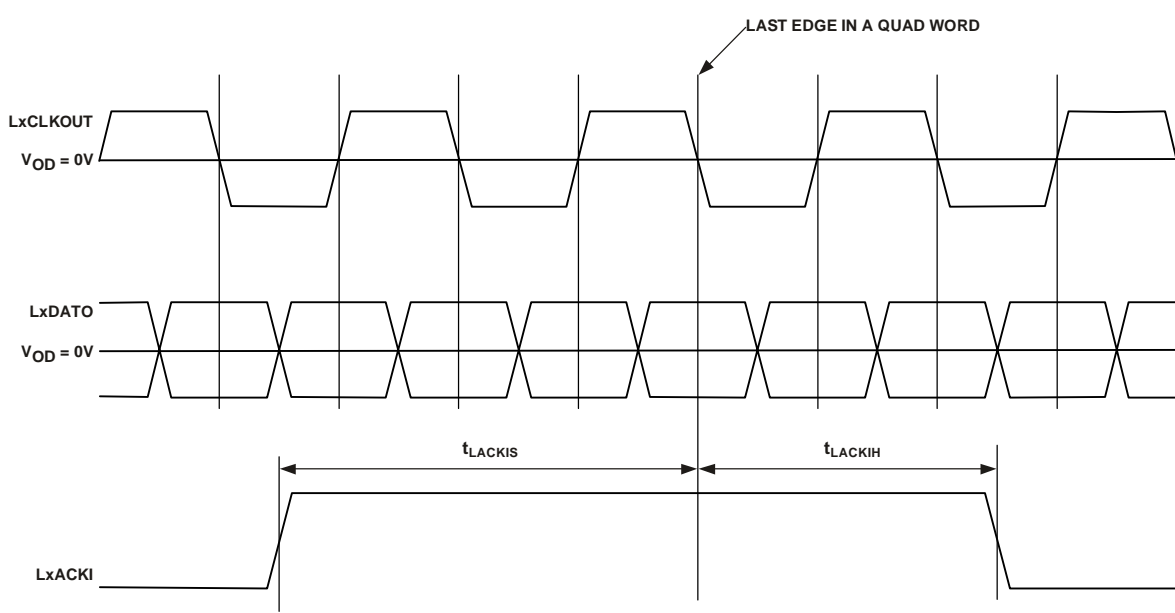 LAST EDGE IN A QUAD WORD
LxCLKOUT
VOD = 0V
LxDATO
VOD = 0V
tLACKIS
tLACKIH
LxACKI